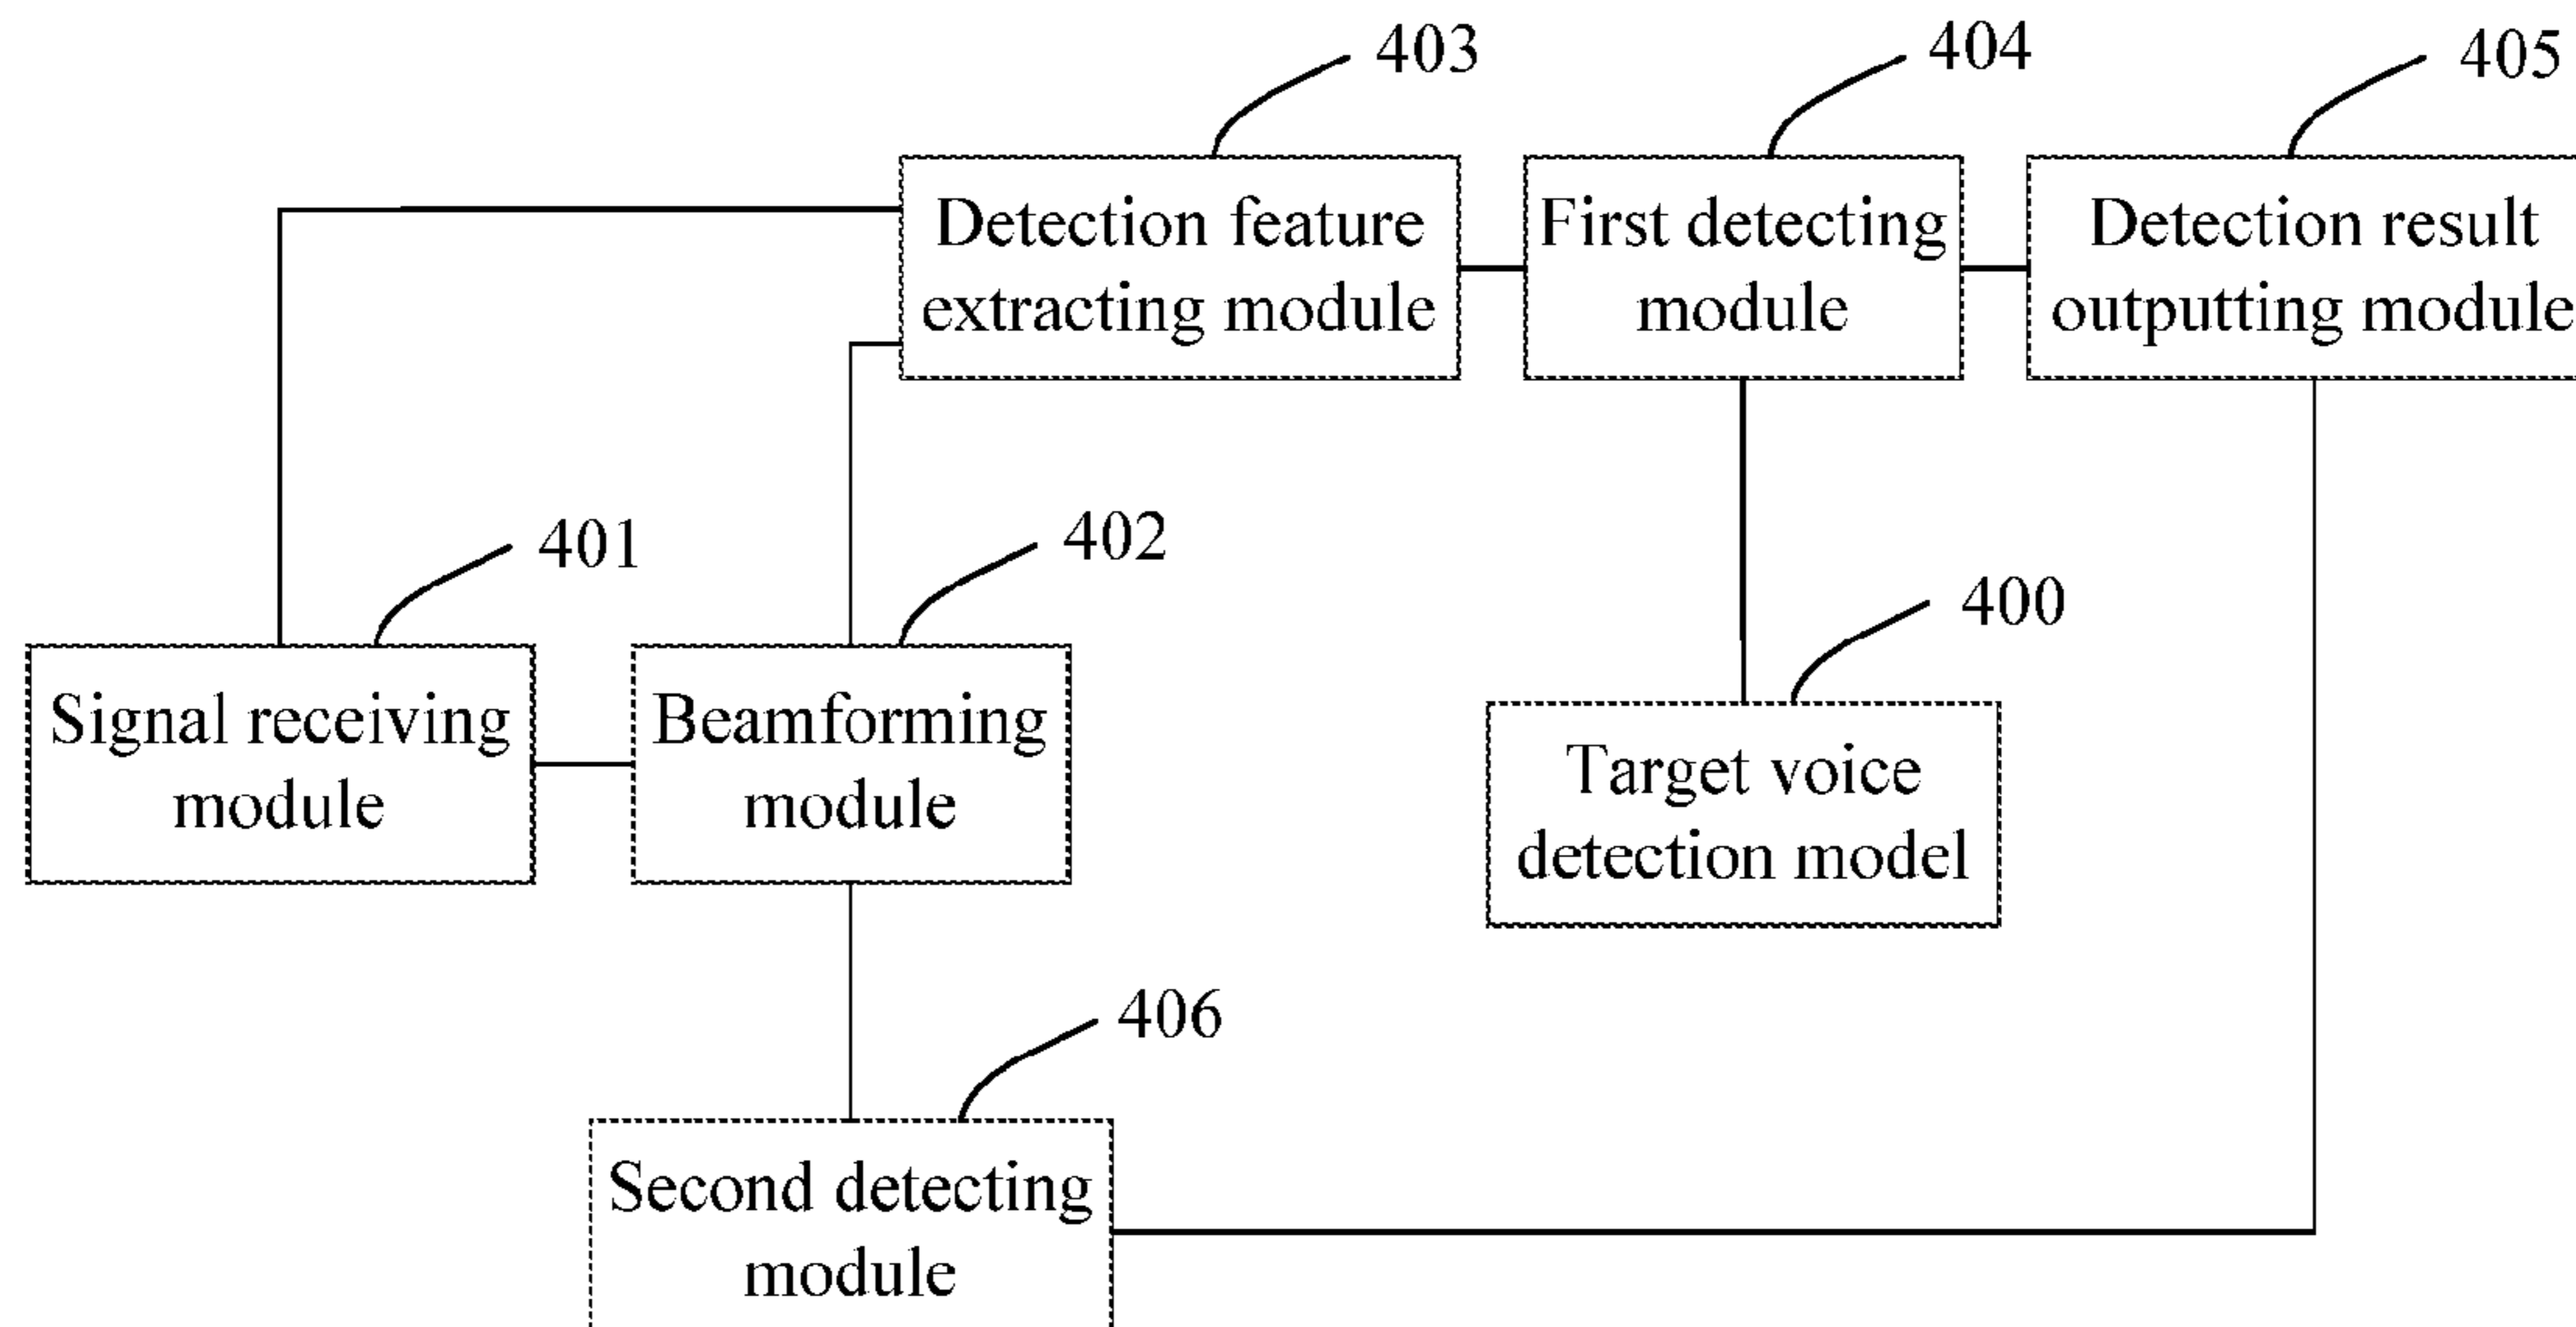 403
404
405
Detection feature
extracting module
First detecting
module
Detection result
outputting module
401
402
400
Signal receiving
module
Beamforming
module
Target voice
detection model
406
Second detecting
module